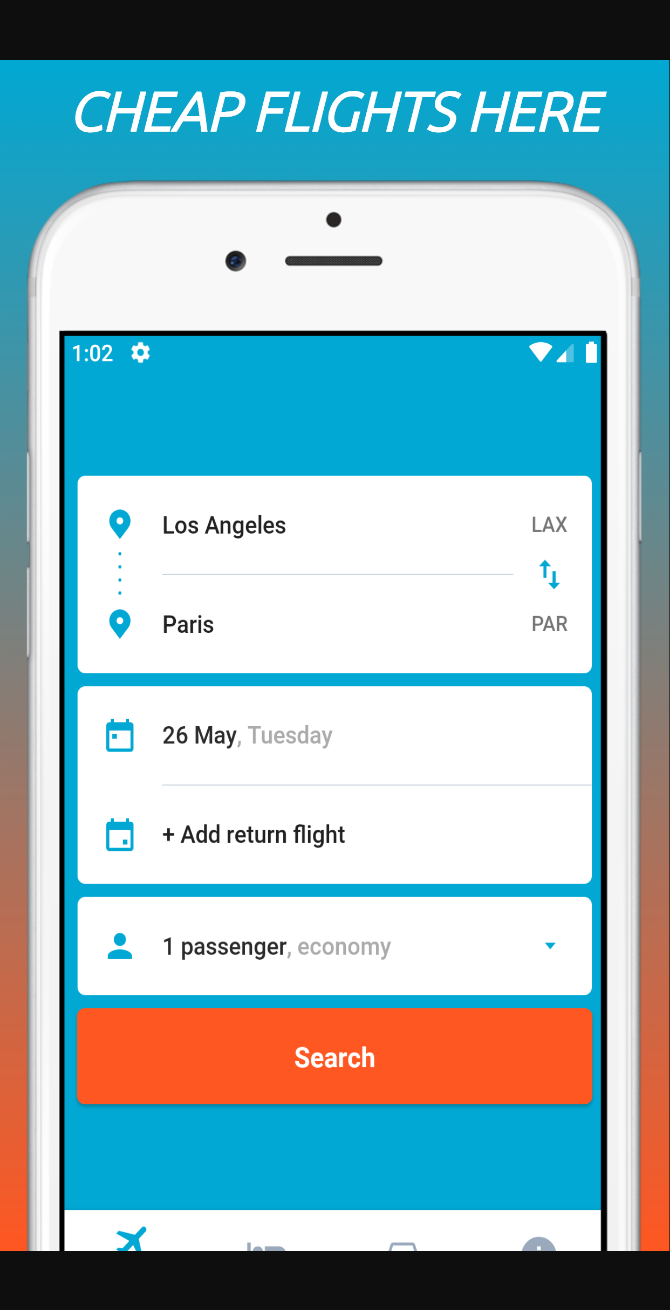 CHEAP FLIGHTS HERE
1:02
Los Angeles LAX
Paris PAR
26 May, Tuesday
+ Add return flight
1 passenger, economy
Search